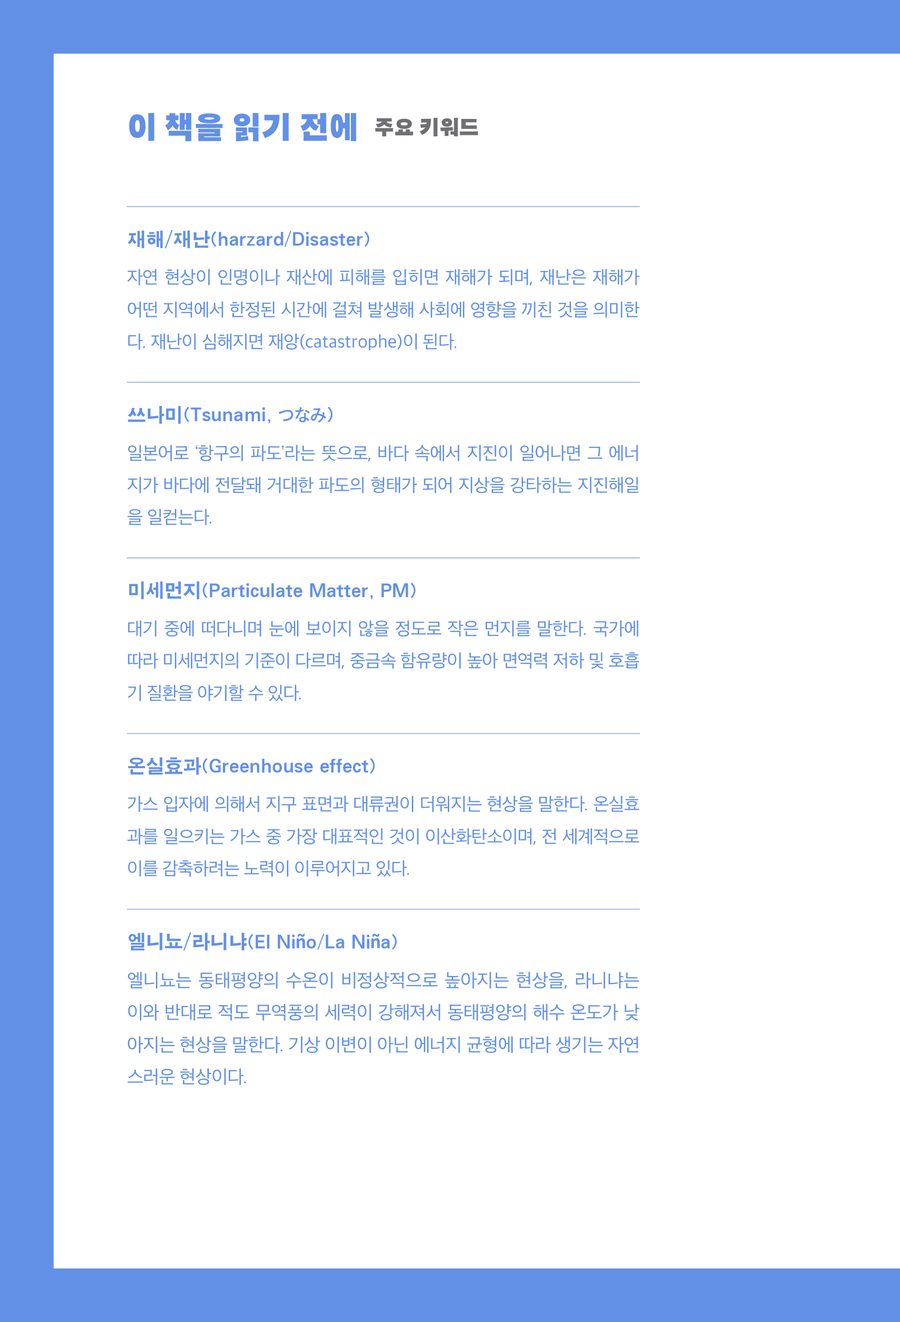 이 책을 읽기 전에 주요 키워드
재해/재난(harzard/Disaster)
자연 현상이 인명이나 재산에 피해를 입히면 재해가 되며, 재난은 재해가
어떤 지역에서 한정된 시간에 걸쳐 발생해 사회에 영향을 끼친 것을 의미한
다. 재난이 심해지면 재앙(catastrophe)이 된다.
쓰나미(Tsunami, つなみ)
일본어로 ‘항구의 파도’라는 뜻으로, 바다 속에서 지진이 일어나면 그 에너
지가 바다에 전달돼 거대한 파도의 형태가 되어 지상을 강타하는 지진해일
을 일컫는다.
미세먼지(Particulate Matter, PM)
대기 중에 떠다니며 눈에 보이지 않을 정도로 작은 먼지를 말한다. 국가에
따라 미세먼지의 기준이 다르며, 중금속 함유량이 높아 면역력 저하 및 호흡
기 질환을 야기할 수 있다.
온실효과(Greenhouse effect)
가스 입자에 의해서 지구 표면과 대류권이 더워지는 현상을 말한다. 온실효
과를 일으키는 가스 중 가장 대표적인 것이 이산화탄소이며, 전 세계적으로
이를 감축하려는 노력이 이루어지고 있다.
엘니뇨/라니냐(El Niño/La Niña)
엘니뇨는 동태평양의 수온이 비정상적으로 높아지는 현상을, 라니냐는
이와 반대로 적도 무역풍의 세력이 강해져서 동태평양의 해수 온도가 낮
아지는 현상을 말한다. 기상 이변이 아닌 에너지 균형에 따라 생기는 자연
스러운 현상이다.